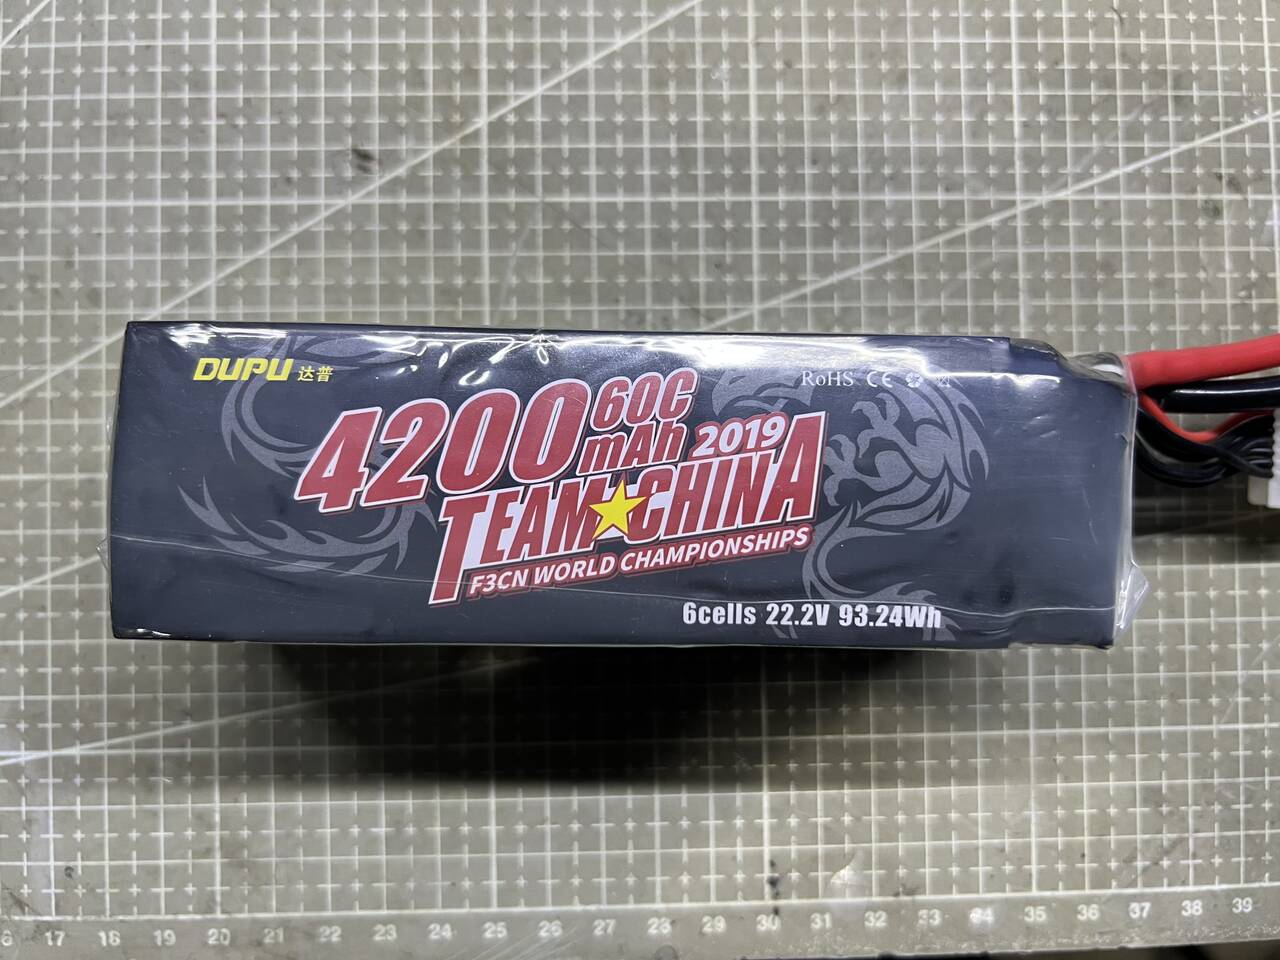 DUPU 达普
RoHS CE
4200 60C
mAh 2019
TEAM CHINA
F3CN WORLD CHAMPIONSHIPS
6cells 22.2V 93.24Wh
6 17 18 19 20 21 22 23 24 25 26 27 28 29 30 31 32 33 34 35 36 37 38 39